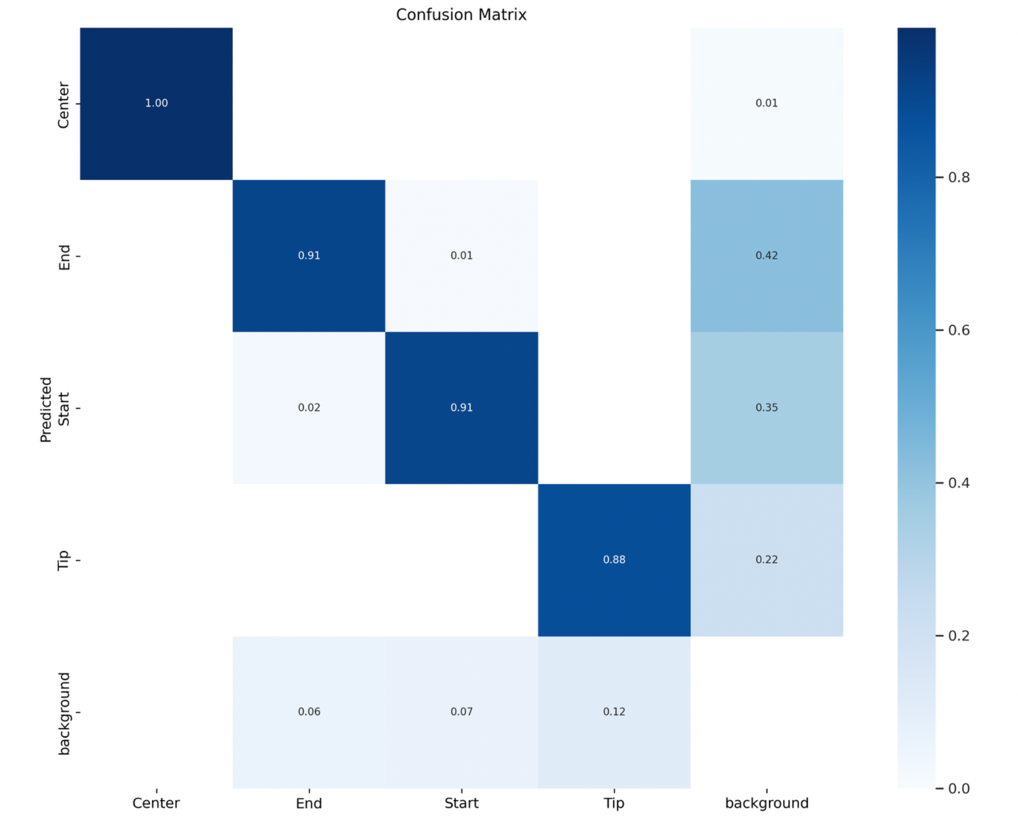 Confusion Matrix
Center
1.00
0.01
0.8
End
0.91
0.01
0.42
0.6
Predicted
Start
0.02
0.91
0.35
0.4
Tip
0.88
0.22
0.2
background
0.06
0.07
0.12
0.0
Center End Start Tip background